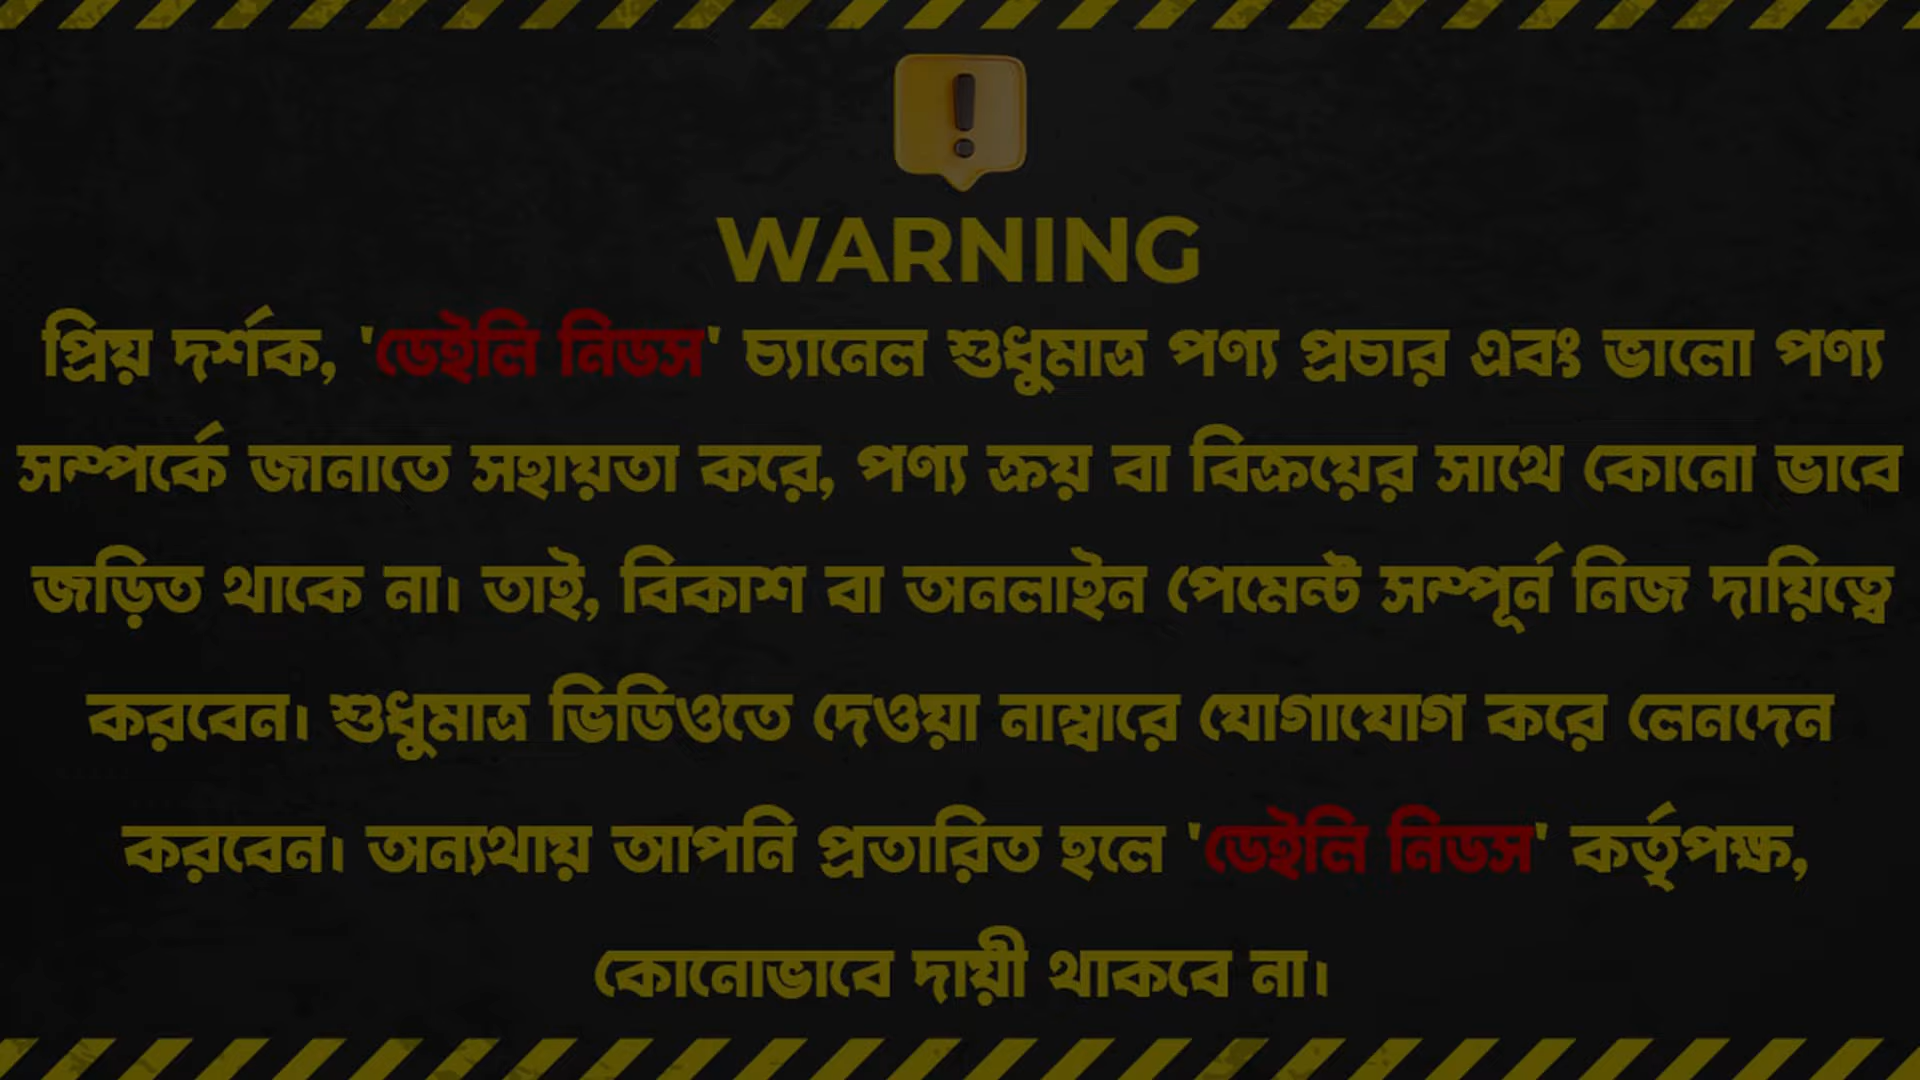 WARNING
প্রিয় দর্শক, 'ডেইলি নিডস' চ্যানেল শুধুমাত্র পণ্য প্রচার এবং ভালো পণ্য
সম্পর্কে জানাতে সহায়তা করে, পণ্য ক্রয় বা বিক্রয়ের সাথে কোনো ভাবে
জড়িত থাকে না। তাই, বিকাশ বা অনলাইন পেমেন্ট সম্পূর্ন নিজ দায়িত্বে
করবেন। শুধুমাত্র ভিডিওতে দেওয়া নাম্বারে যোগাযোগ করে লেনদেন
করবেন। অন্যথায় আপনি প্রতারিত হলে 'ডেইলি নিডস' কর্তৃপক্ষ,
কোনোভাবে দায়ী থাকবে না।